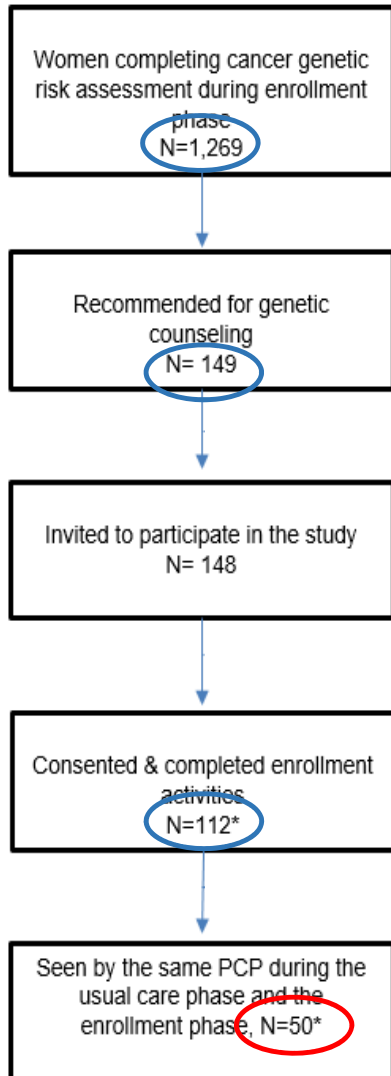 Women completing cancer genetic
risk assessment during enrollment
phase
N=1,269
Recommended for genetic
counseling
N= 149
Invited to participate in the study
N= 148
Consented & completed enrollment
activities
N=112*
Seen by the same PCP during the
usual care phase and the
enrollment phase, N=50*